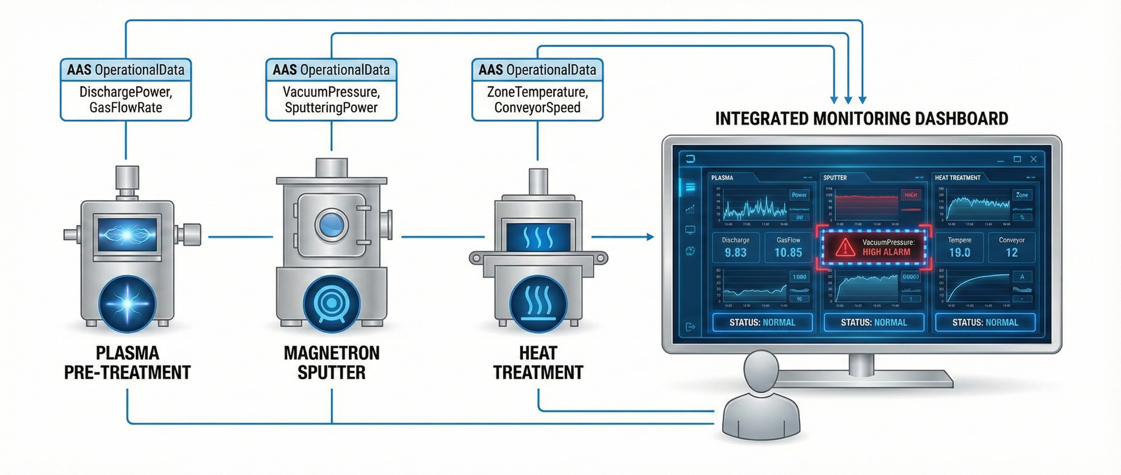 AAS OperationalData
DischargePower,
GasFlowRate
AAS OperationalData
VacuumPressure,
SputteringPower
AAS OperationalData
ZoneTemperature,
ConveyorSpeed
INTEGRATED MONITORING DASHBOARD
PLASMA
Power
SPUTTER
HIGH
HEAT TREATMENT
Zone
%
Discharge
9.83
GasFlow
10.85
VacuumPressure:
HIGH ALARM
Tempere
19.0
Conveyor
12
1000
A
STATUS: NORMAL
STATUS: NORMAL
STATUS: NORMAL
PLASMA
PRE-TREATMENT
MAGNETRON
SPUTTER
HEAT
TREATMENT